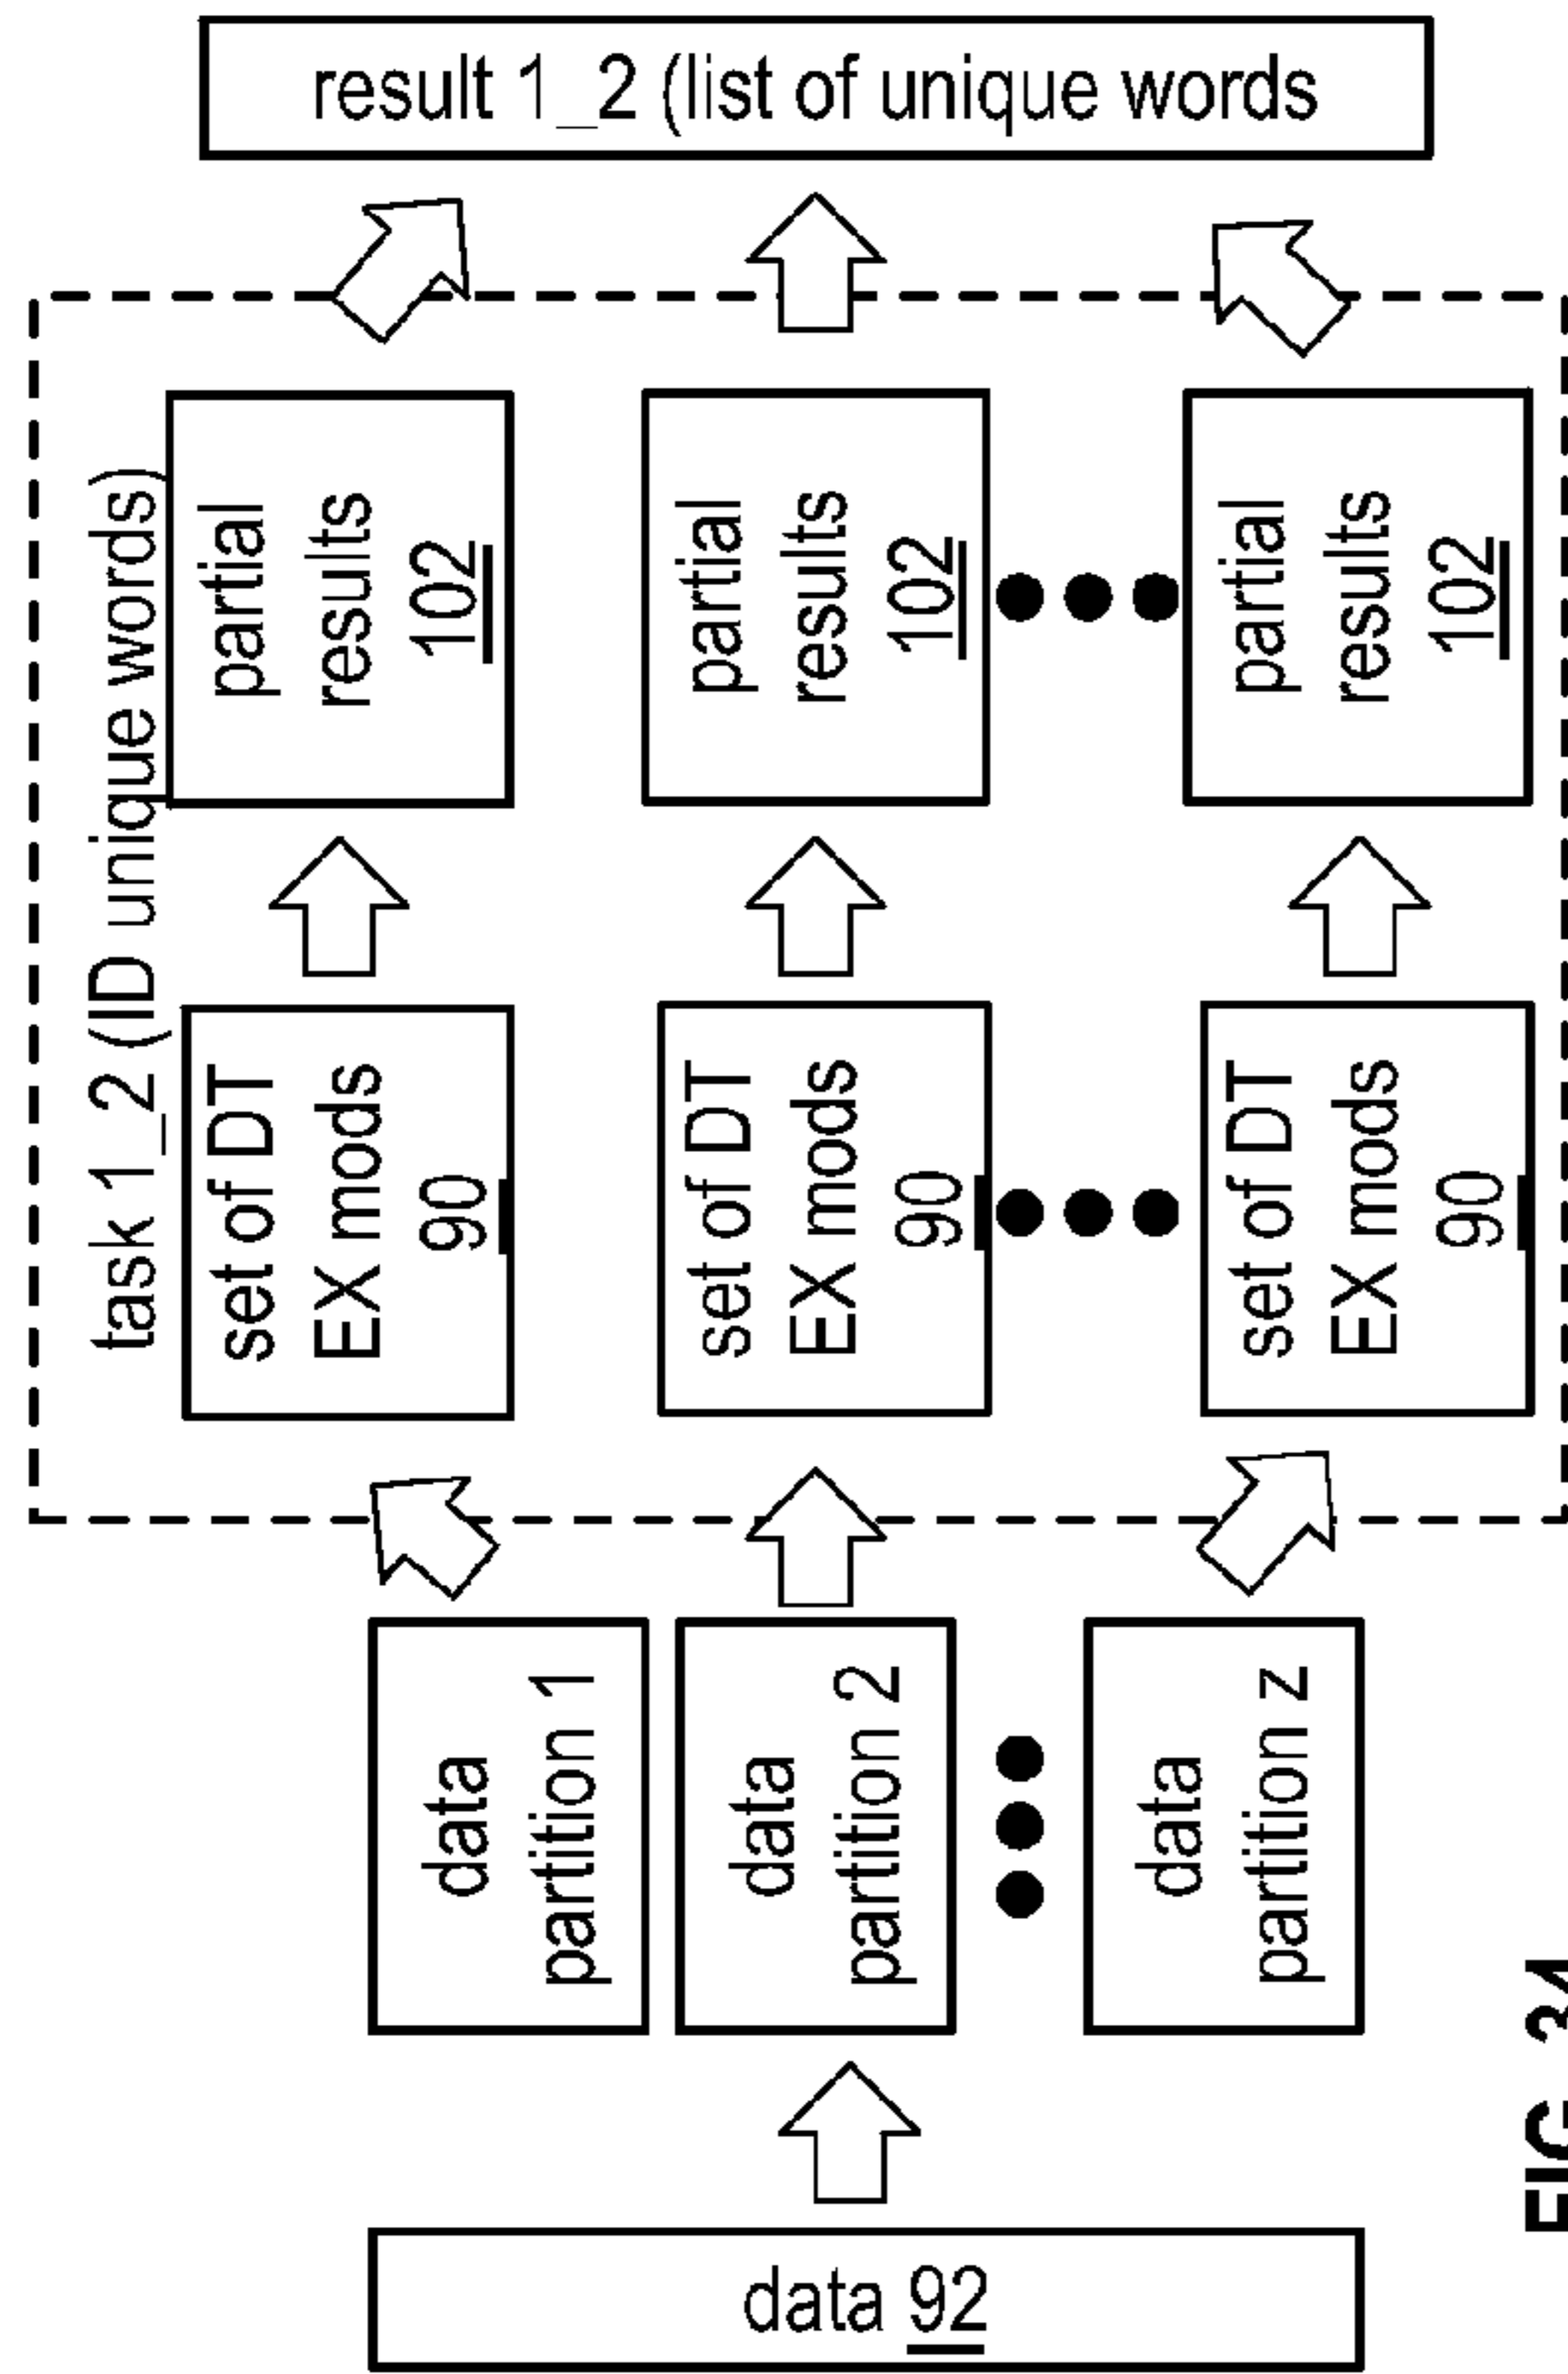 task 1_2 (ID unique words)
data 92
data
partition 1
set of DT
EX mods
90
partial
results
102
data
partition 2
set of DT
EX mods
90
partial
results
102
data
partition z
set of DT
EX mods
90
partial
results
102
result 1_2 (list of unique words
FIG. 34